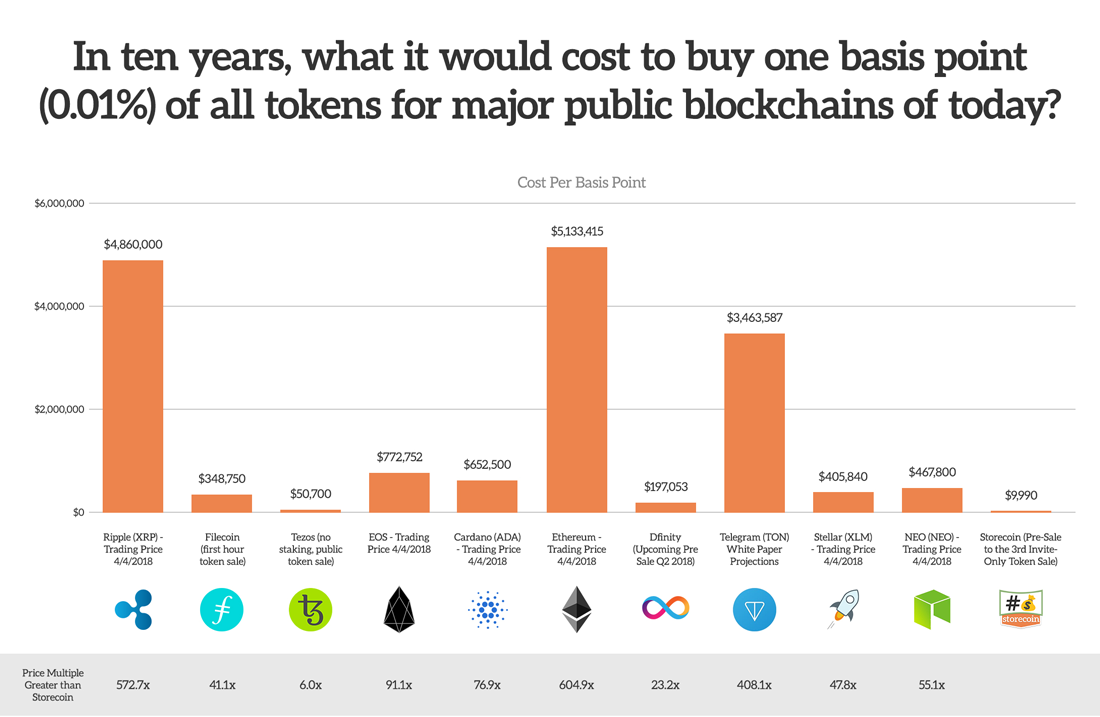 In ten years, what it would cost to buy one basis point
(0.01%) of all tokens for major public blockchains of today?
Cost Per Basis Point
$6,000,000
$4,000,000
$2,000,000
$0
$4,860,000
$348,750
$50,700
$772,752
$652,500
$5,133,415
$197,053
$3,463,587
$405,840
$467,800
$9,990
Ripple (XRP) -
Trading Price
4/4/2018
Filecoin
(first hour
token sale)
Tezos (no
staking, public
token sale)
EOS - Trading
Price 4/4/2018
Cardano (ADA)
- Trading Price
4/4/2018
Ethereum -
Trading Price
4/4/2018
Dfinity
(Upcoming Pre
Sale Q2 2018)
Telegram (TON)
White Paper
Projections
Stellar (XLM)
- Trading Price
4/4/2018
NEO (NEO) -
Trading Price
4/4/2018
Storecoin (Pre-Sale
to the 3rd Invite-
Only Token Sale)
#
$
storecoin
Price Multiple
Greater than
Storecoin
572.7x
41.1x
6.0x
91.1x
76.9x
604.9x
23.2x
408.1x
47.8x
55.1x